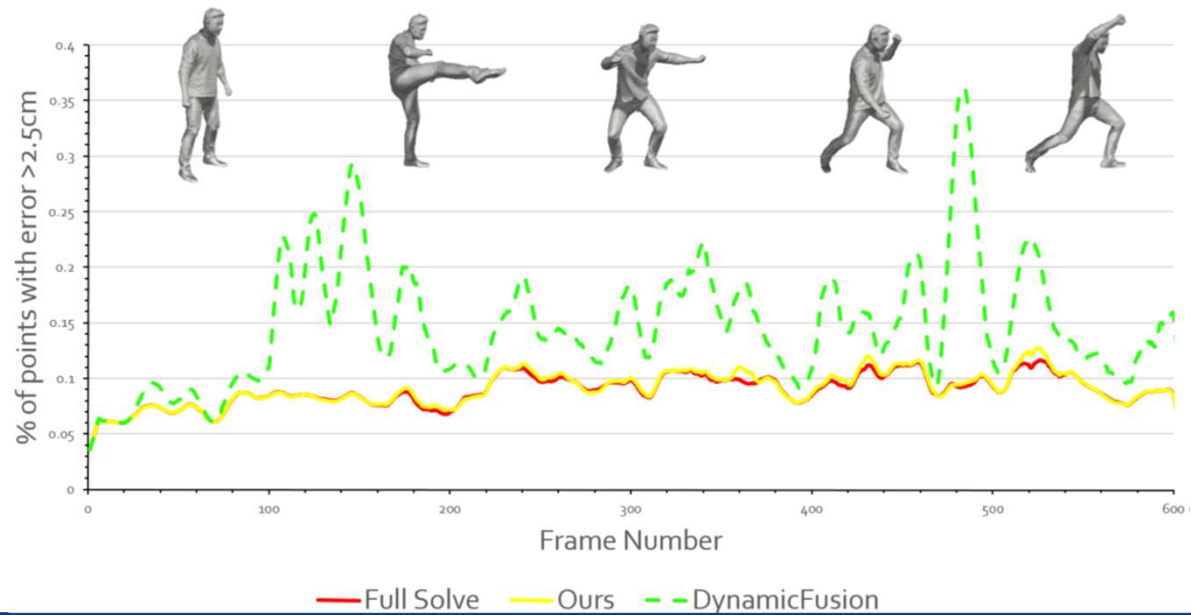 % of points with error >2.5cm
0.4
0.35
0.3
0.25
0.2
0.15
0.1
0.05
0
0 100 200 300 400 500 600
Frame Number
Full Solve Ours DynamicFusion